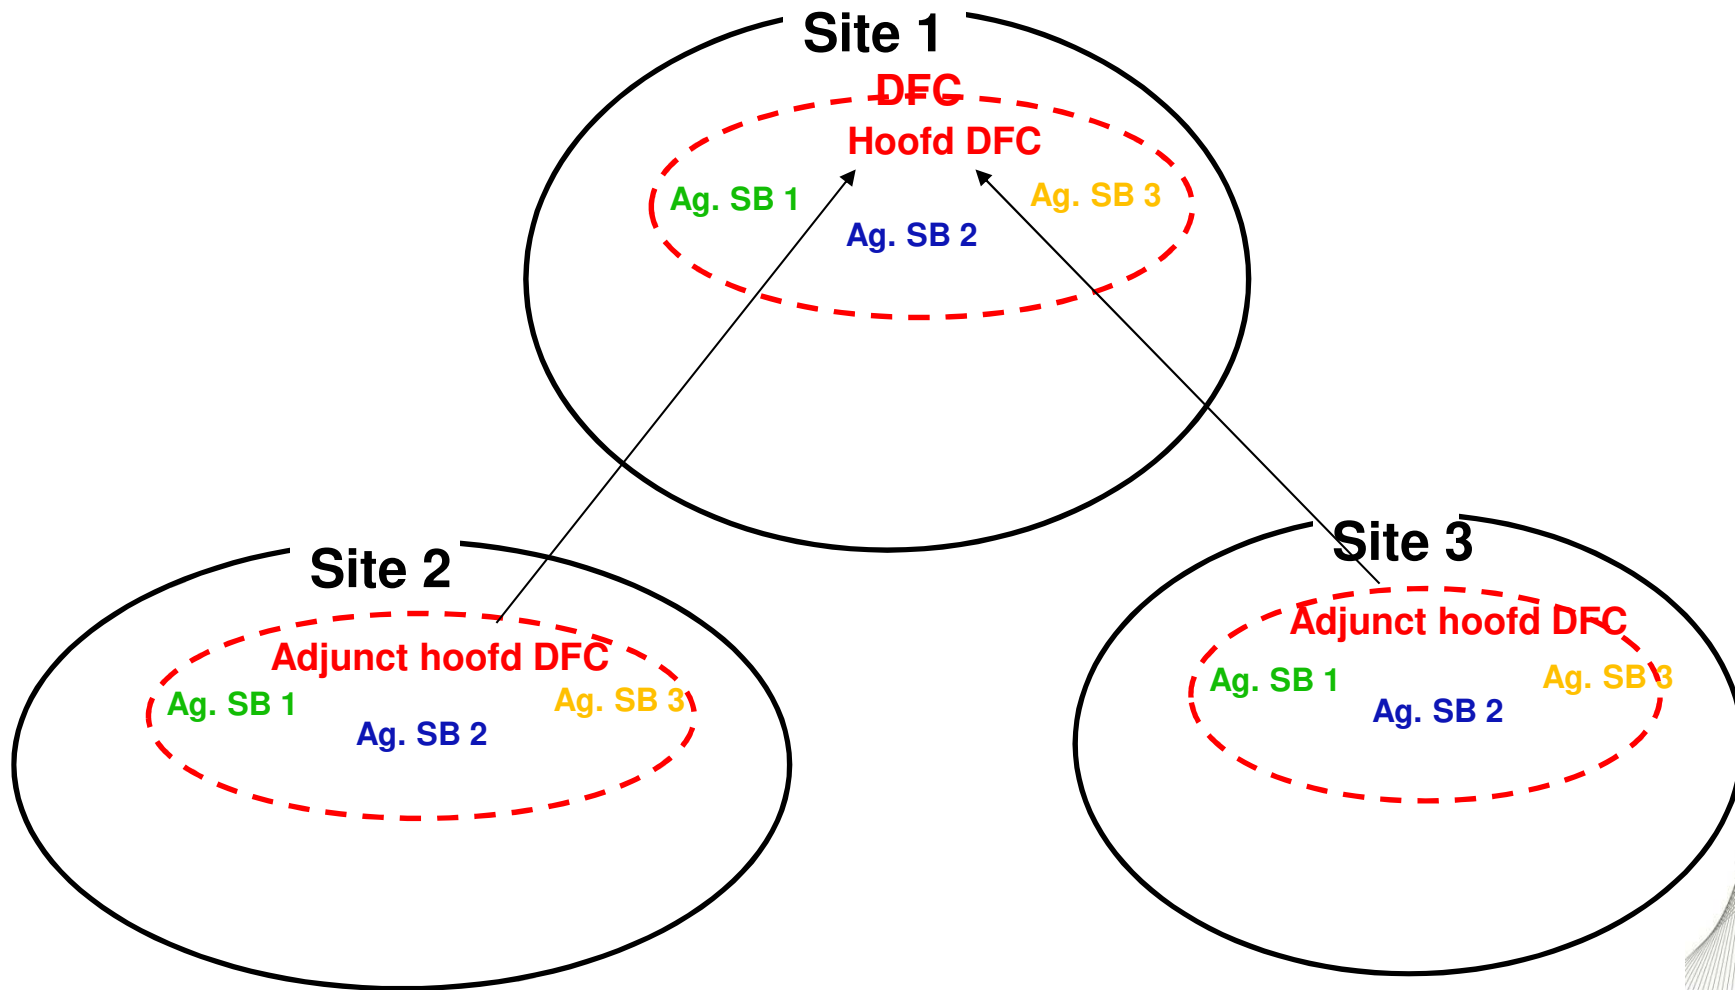 Site 1
DFC
Hoofd DFC
Ag. SB 1
Ag. SB 3
Ag. SB 2
Site 2
Adjunct hoofd DFC
Ag. SB 1
Ag. SB 3
Ag. SB 2
Site 3
Adjunct hoofd DFC
Ag. SB 1
Ag. SB 3
Ag. SB 2